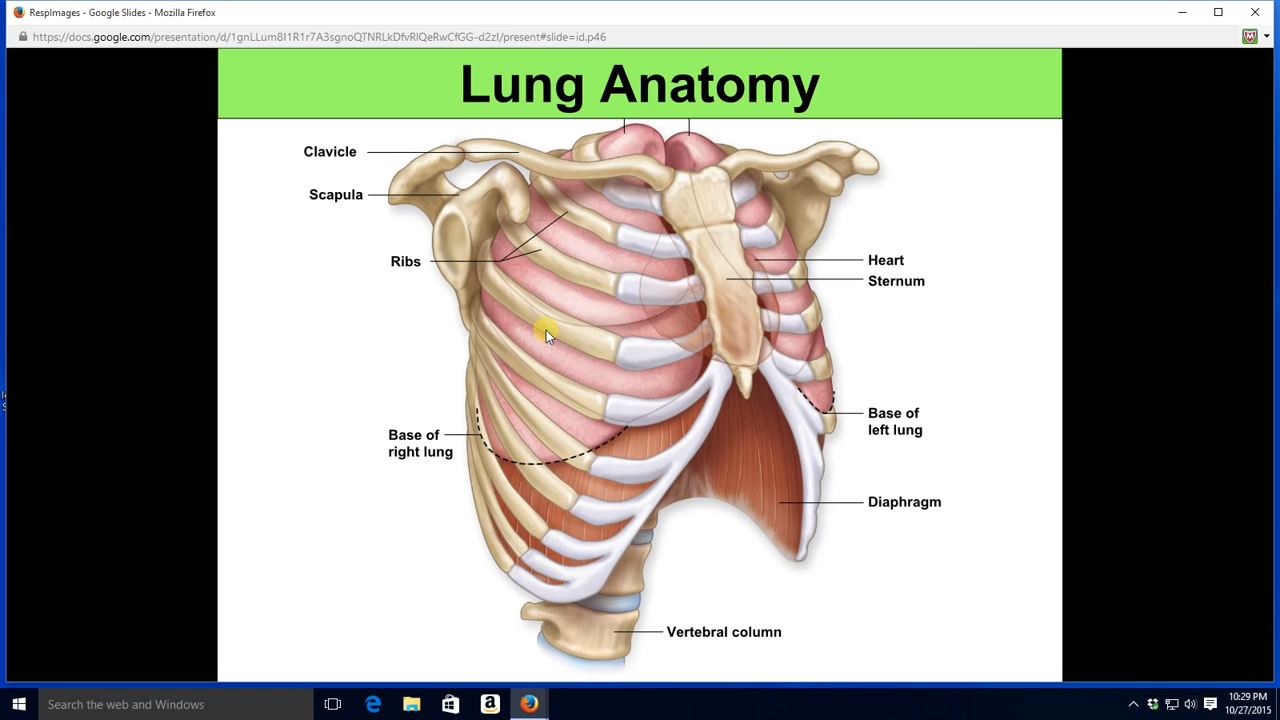 RespImages - Google Slides - Mozilla Firefox
https://docs.google.com/presentation/d/1gnLLum8I1R1r7A3sgnoQTNRLkDfvRlQeRwCfGG-d2zI/present#slide=id.p46
Lung Anatomy
Clavicle
Scapula
Ribs
Heart
Sternum
Base of
left lung
Base of
right lung
Diaphragm
Vertebral column
Search the web and Windows
10:29 PM
10/27/2015